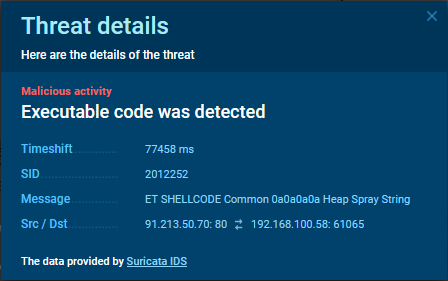 Threat details
Here are the details of the threat
Malicious activity
Executable code was detected
Timeshift 77458 ms
SID 2012252
Message ET SHELLCODE Common 0a0a0a0a Heap Spray String
Src / Dst 91.213.50.70: 80 ⇄ 192.168.100.58: 61065
The data provided by Suricata IDS